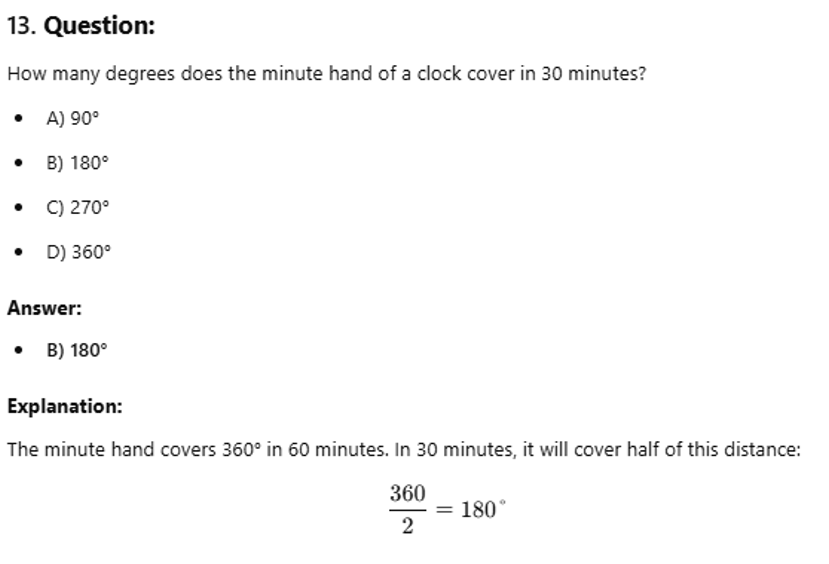 13. Question:
How many degrees does the minute hand of a clock cover in 30 minutes?
• A) 90°
• B) 180°
• C) 270°
• D) 360°
Answer:
• B) 180°
Explanation:
The minute hand covers 360° in 60 minutes. In 30 minutes, it will cover half of this distance:
360
2
= 180°